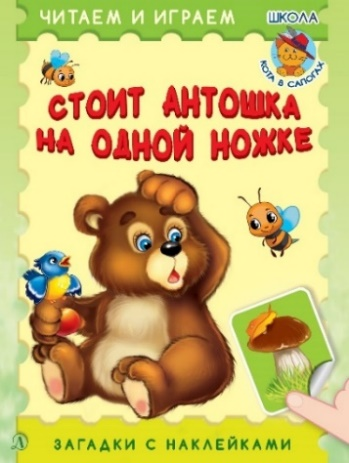 ЧИТАЕМ И ИГРАЕМ
ШКОЛА
КОТА В САПОГАХ
СТОИТ АНТОШКА
НА ОДНОЙ НОЖКЕ
ЗАГАДКИ С НАКЛЕЙКАМИ